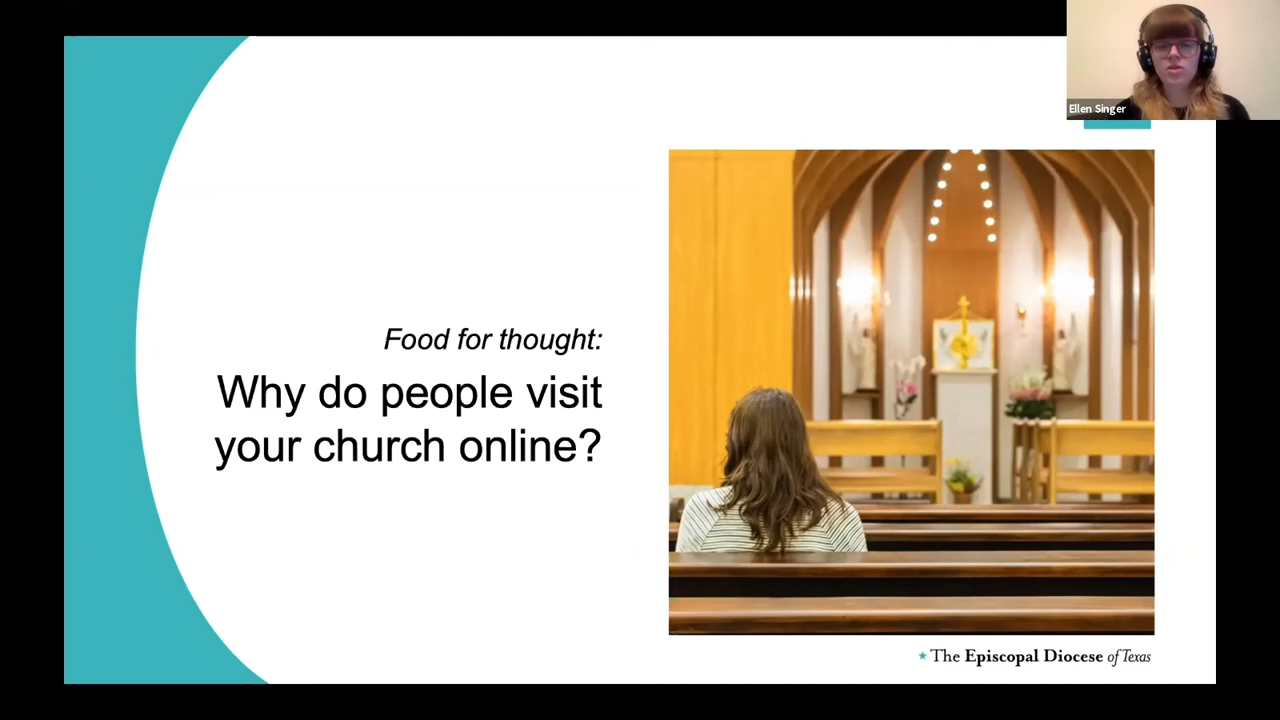 Ellen Singer
Food for thought:
Why do people visit
your church online?
The Episcopal Diocese of Texas